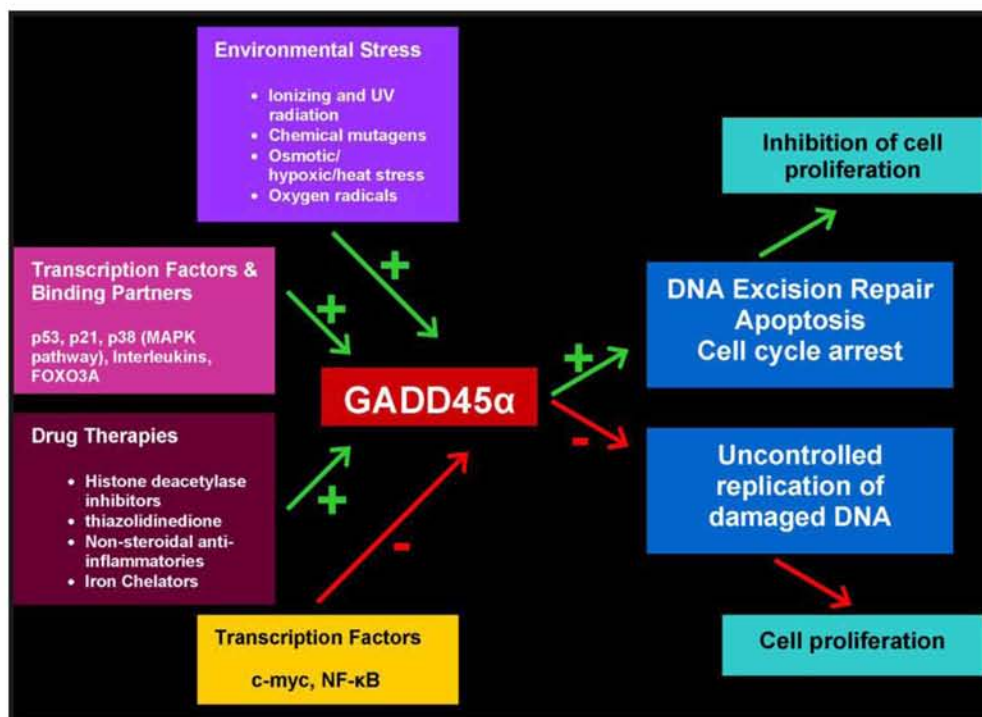 Environmental Stress
• Ionizing and UV
radiation
• Chemical mutagens
• Osmotic/
hypoxic/heat stress
• Oxygen radicals
Transcription Factors &
Binding Partners
p53, p21, p38 (MAPK
pathway), Interleukins,
FOXO3A
Drug Therapies
• Histone deacetylase
inhibitors
• thiazolidinedione
• Non-steroidal anti-
inflammatories
• Iron Chelators
Transcription Factors
c-myc, NF-κB
+
+
+
-
GADD45α
+
-
Inhibition of cell
proliferation
DNA Excision Repair
Apoptosis
Cell cycle arrest
Uncontrolled
replication of
damaged DNA
Cell proliferation